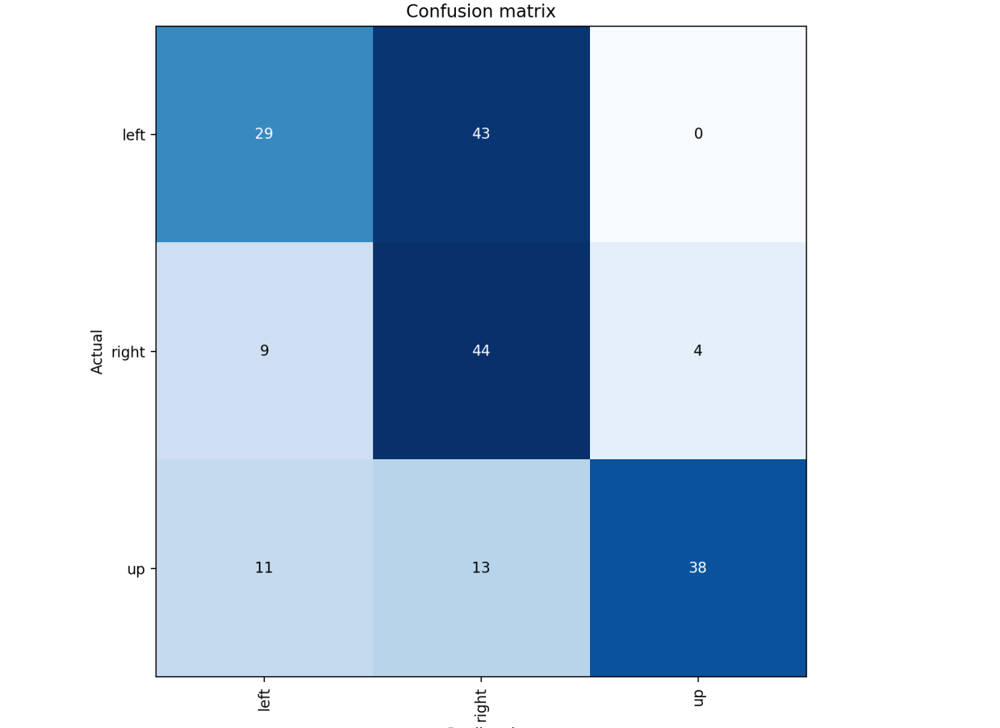 Confusion matrix
left
29
43
0
Actual
right
9
44
4
up
11
13
38
left
right
up